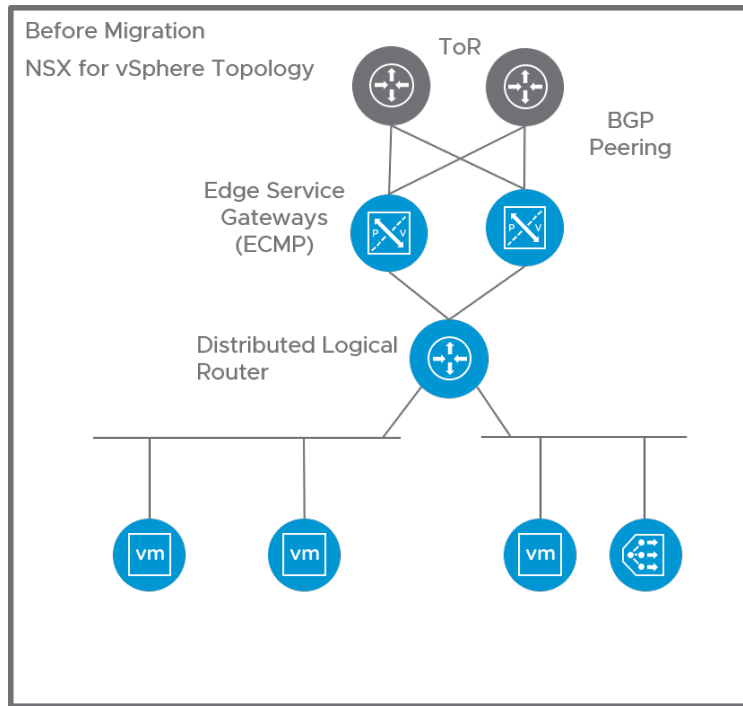 Before Migration
NSX for vSphere Topology
ToR
BGP
Peering
Edge Service
Gateways
(ECMP)
P V
P V
Distributed Logical
Router
vm
vm
vm